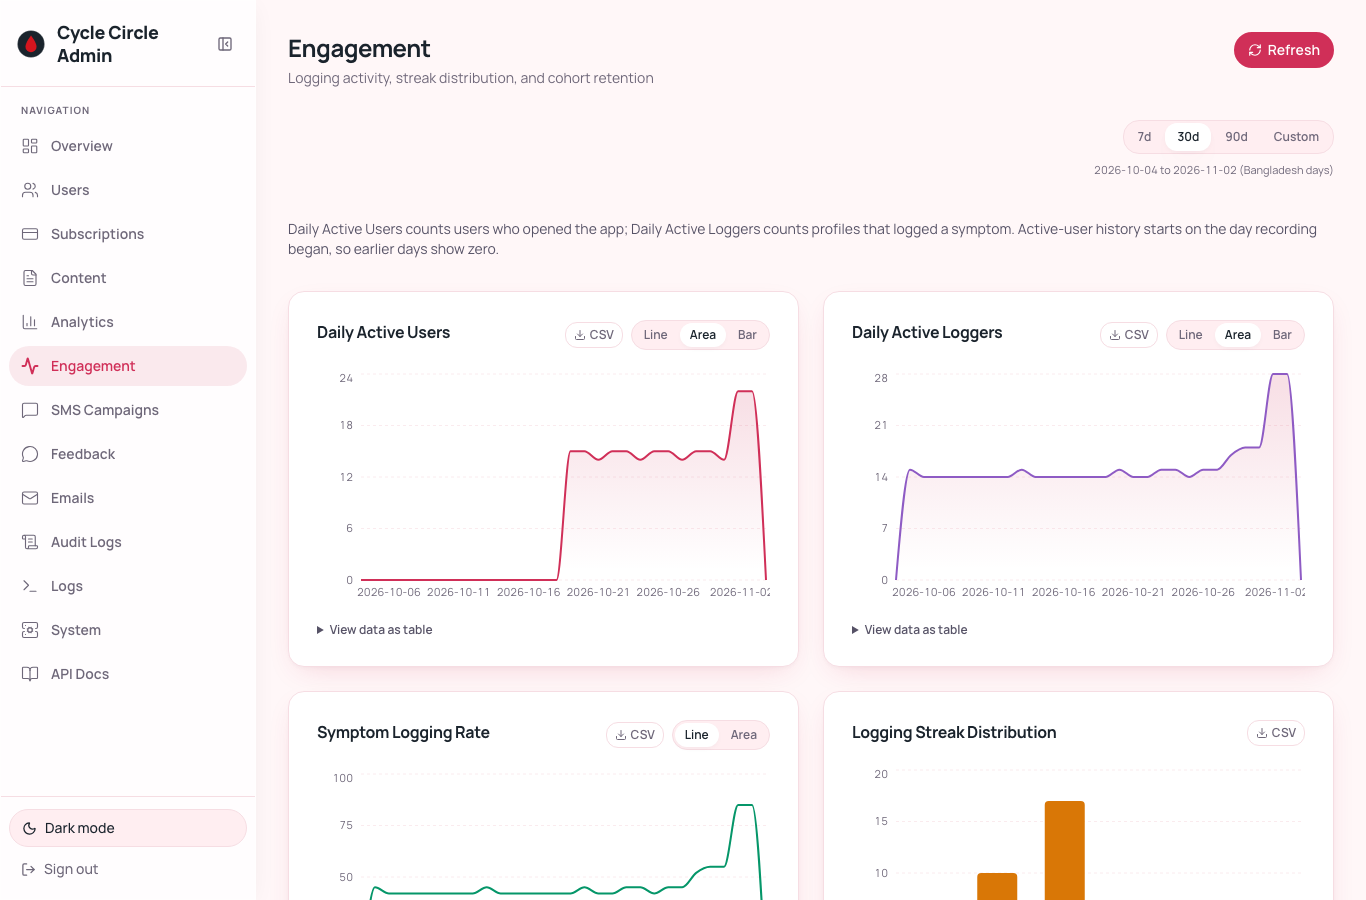 Cycle Circle
Admin
NAVIGATION
Overview
Users
Subscriptions
Content
Analytics
Engagement
SMS Campaigns
Feedback
Emails
Audit Logs
Logs
System
API Docs
Dark mode
Sign out
Engagement
Logging activity, streak distribution, and cohort retention
Refresh
7d 30d 90d Custom
2026-10-04 to 2026-11-02 (Bangladesh days)
Daily Active Users counts users who opened the app; Daily Active Loggers counts profiles that logged a symptom. Active-user history starts on the day recording
began, so earlier days show zero.
Daily Active Users
CSV Line Area Bar
24
18
12
6
0
2026-10-06 2026-10-11 2026-10-16 2026-10-21 2026-10-26 2026-11-02
View data as table
Daily Active Loggers
CSV Line Area Bar
28
21
14
7
0
2026-10-06 2026-10-11 2026-10-16 2026-10-21 2026-10-26 2026-11-02
View data as table
Symptom Logging Rate
CSV Line Area
100
75
50
Logging Streak Distribution
CSV
20
15
10